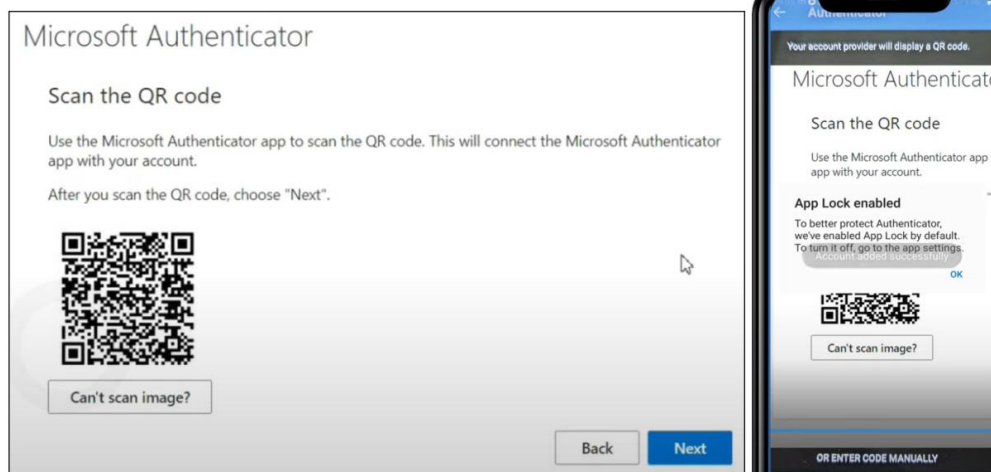 Microsoft Authenticator
Scan the QR code
Use the Microsoft Authenticator app to scan the QR code. This will connect the Microsoft Authenticator
app with your account.
After you scan the QR code, choose "Next".
Can't scan image?
Back
Next
Authenticator
Your account provider will display a QR code.
Microsoft Authenticat
Scan the QR code
Use the Microsoft Authenticator app
app with your account.
App Lock enabled
To better protect Authenticator,
we've enabled App Lock by default.
To turn it off, go to the app settings.
Account added successfully
OK
Can't scan image?
OR ENTER CODE MANUALLY